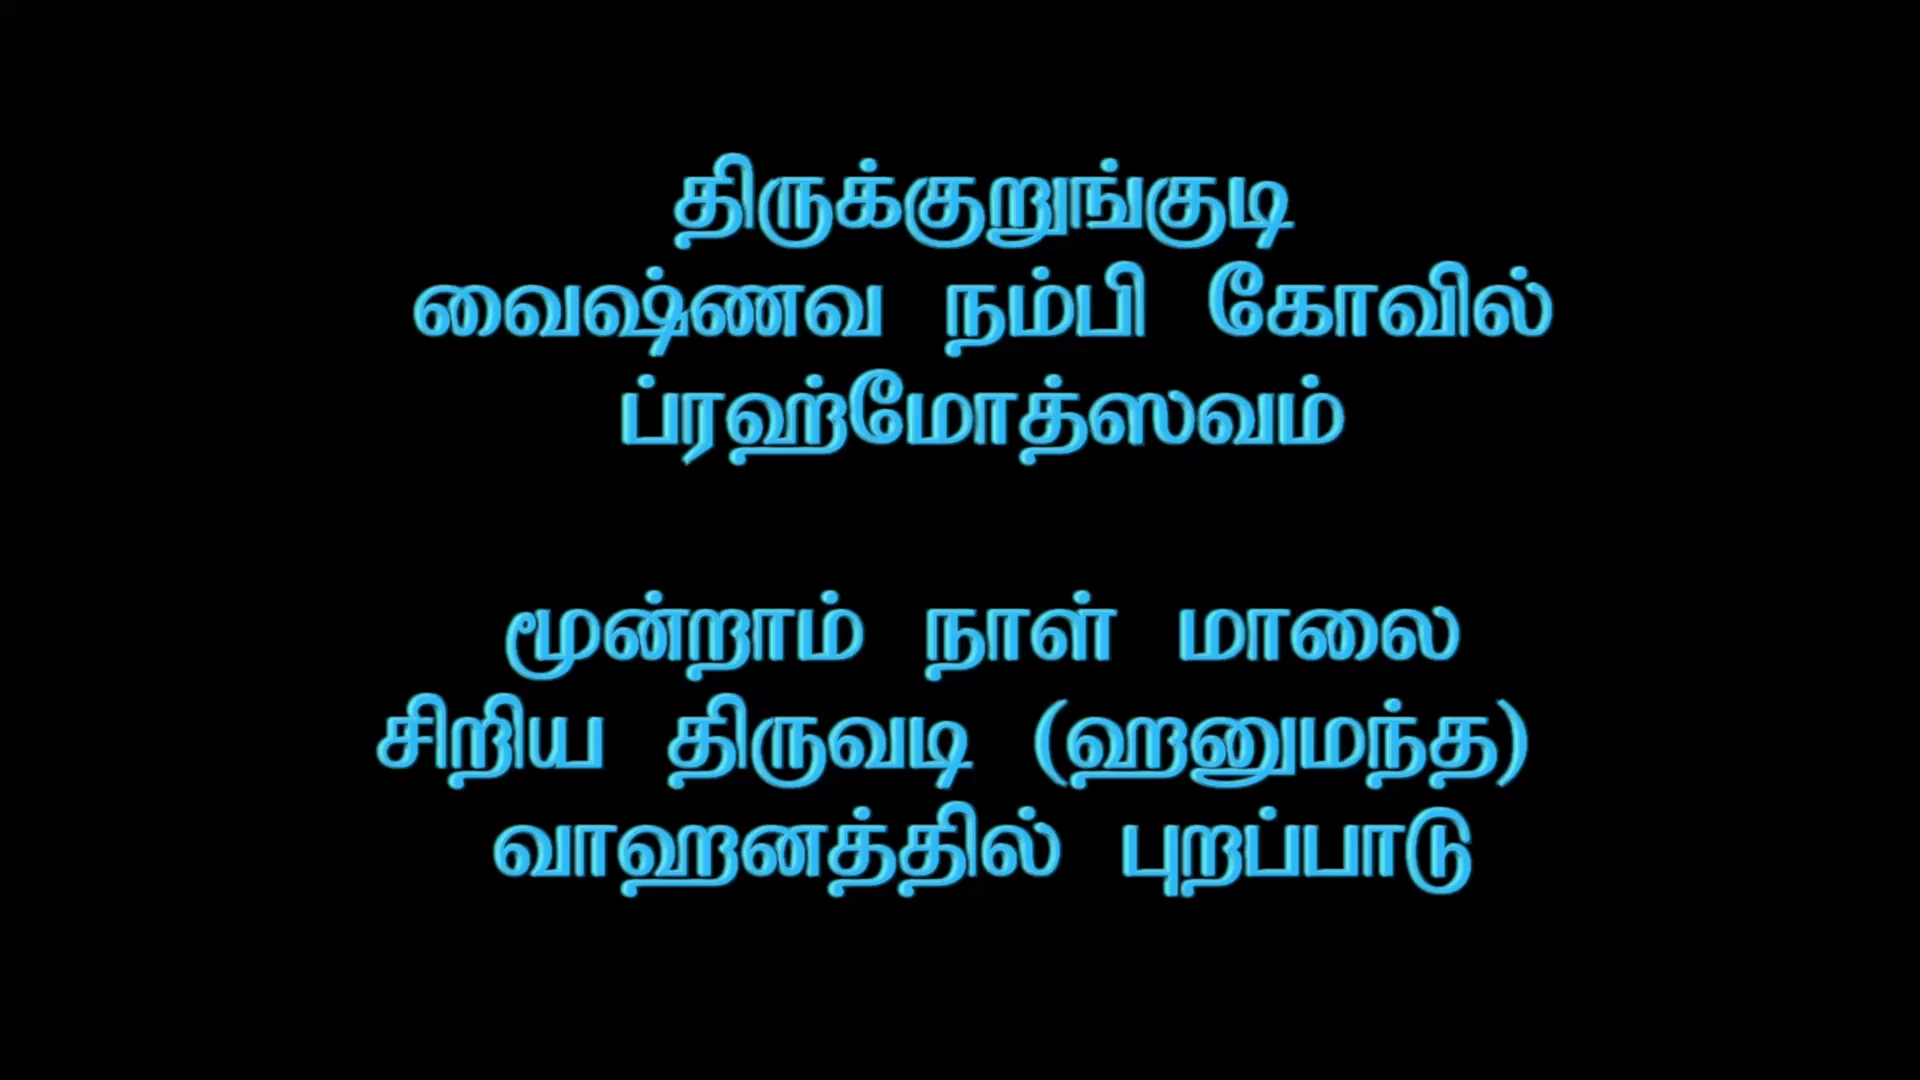 திருக்குறுங்குடி
வைஷ்ணவ நம்பி கோவில்
ப்ரஹ்மோத்ஸவம்
மூன்றாம் நாள் மாலை
சிறிய திருவடி (ஹனுமந்த)
வாஹனத்தில் புறப்பாடு